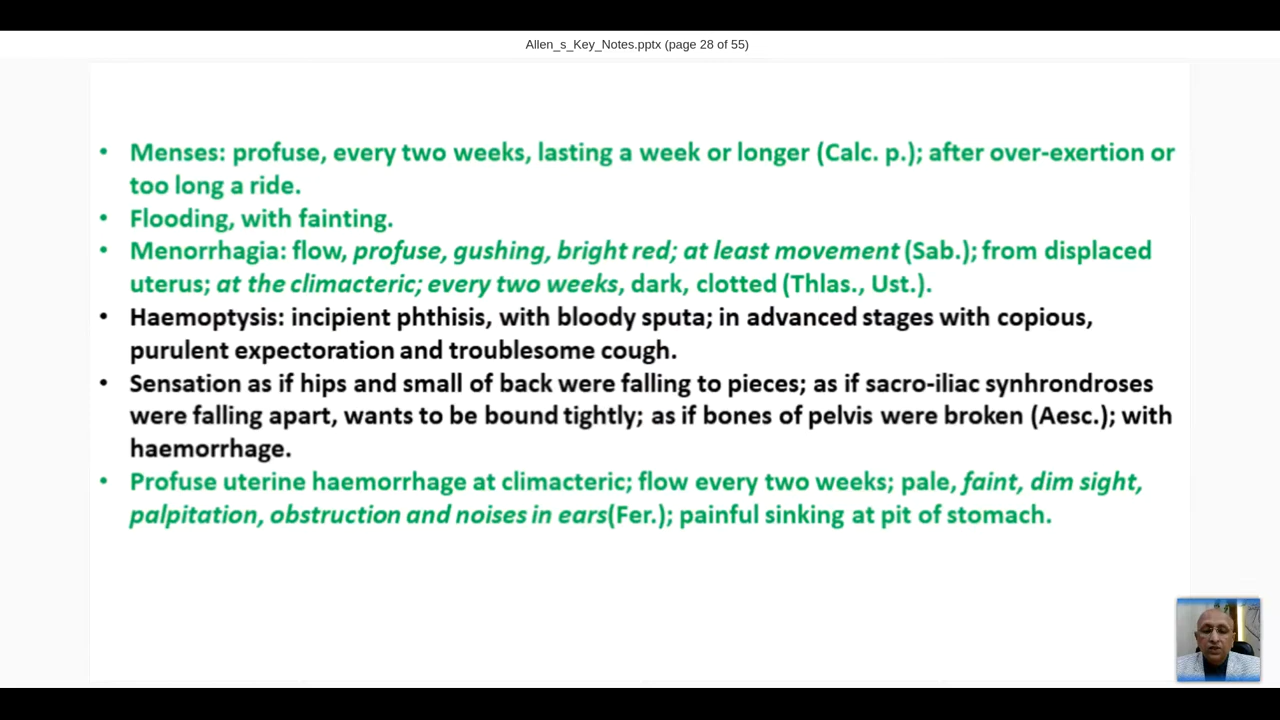 Allen_s_Key_Notes.pptx (page 28 of 55)
• Menses: profuse, every two weeks, lasting a week or longer (Calc. p.); after over-exertion or
too long a ride.
• Flooding, with fainting.
• Menorrhagia: flow, profuse, gushing, bright red; at least movement (Sab.); from displaced
uterus; at the climacteric; every two weeks, dark, clotted (Thlas., Ust.).
• Haemoptysis: incipient phthisis, with bloody sputa; in advanced stages with copious,
purulent expectoration and troublesome cough.
• Sensation as if hips and small of back were falling to pieces; as if sacro-iliac synhrondroses
were falling apart, wants to be bound tightly; as if bones of pelvis were broken (Aesc.); with
haemorrhage.
• Profuse uterine haemorrhage at climacteric; flow every two weeks; pale, faint, dim sight,
palpitation, obstruction and noises in ears(Fer.); painful sinking at pit of stomach.